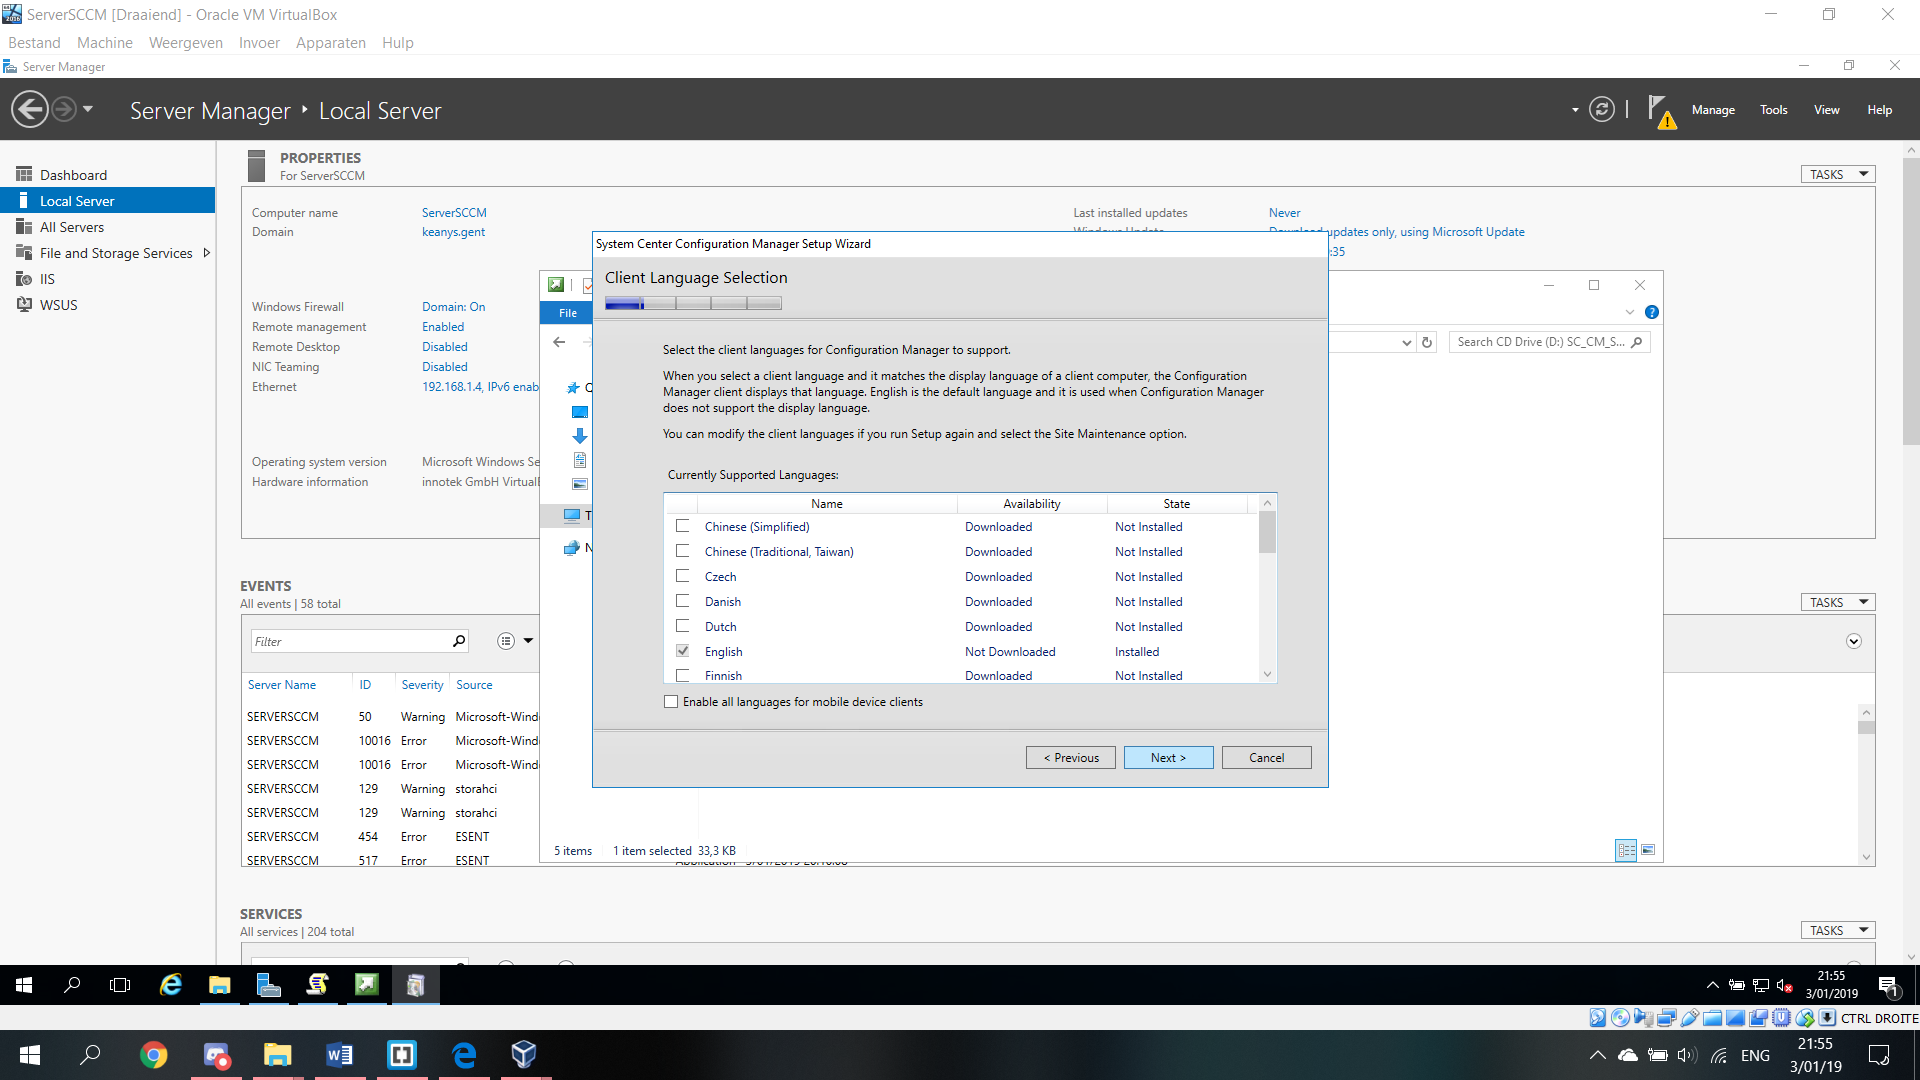 ServerSCCM [Draaiend] - Oracle VM VirtualBox
Bestand Machine Weergeven Invoer Apparaten Hulp
Server Manager
Server Manager ‣ Local Server
Manage Tools View Help
Dashboard
Local Server
All Servers
File and Storage Services
IIS
WSUS
PROPERTIES
For ServerSCCM
TASKS
Computer name ServerSCCM
Domain keanys.gent
Last installed updates Never
Windows Update Download updates only, using Microsoft Update
:35
Windows Firewall Domain: On
Remote management Enabled
Remote Desktop Disabled
NIC Teaming Disabled
Ethernet 192.168.1.4, IPv6 enab
Operating system version Microsoft Windows Se
Hardware information innotek GmbH Virtual
File
Search CD Drive (D:) SC_CM_S...
System Center Configuration Manager Setup Wizard
Client Language Selection
Select the client languages for Configuration Manager to support.
When you select a client language and it matches the display language of a client computer, the Configuration
Manager client displays that language. English is the default language and it is used when Configuration Manager
does not support the display language.
You can modify the client languages if you run Setup again and select the Site Maintenance option.
Currently Supported Languages:
Name Availability State
Chinese (Simplified) Downloaded Not Installed
Chinese (Traditional, Taiwan) Downloaded Not Installed
Czech Downloaded Not Installed
Danish Downloaded Not Installed
Dutch Downloaded Not Installed
English Not Downloaded Installed
Finnish Downloaded Not Installed
Enable all languages for mobile device clients
< Previous Next > Cancel
5 items 1 item selected 33,3 KB
EVENTS
All events | 58 total
TASKS
Filter
Server Name ID Severity Source
SERVERSCCM 50 Warning Microsoft-Wind
SERVERSCCM 10016 Error Microsoft-Wind
SERVERSCCM 10016 Error Microsoft-Wind
SERVERSCCM 129 Warning storahci
SERVERSCCM 129 Warning storahci
SERVERSCCM 454 Error ESENT
SERVERSCCM 517 Error ESENT
SERVICES
All services | 204 total
TASKS
21:55
3/01/2019
1
CTRL DROITE
ENG
21:55
3/01/19